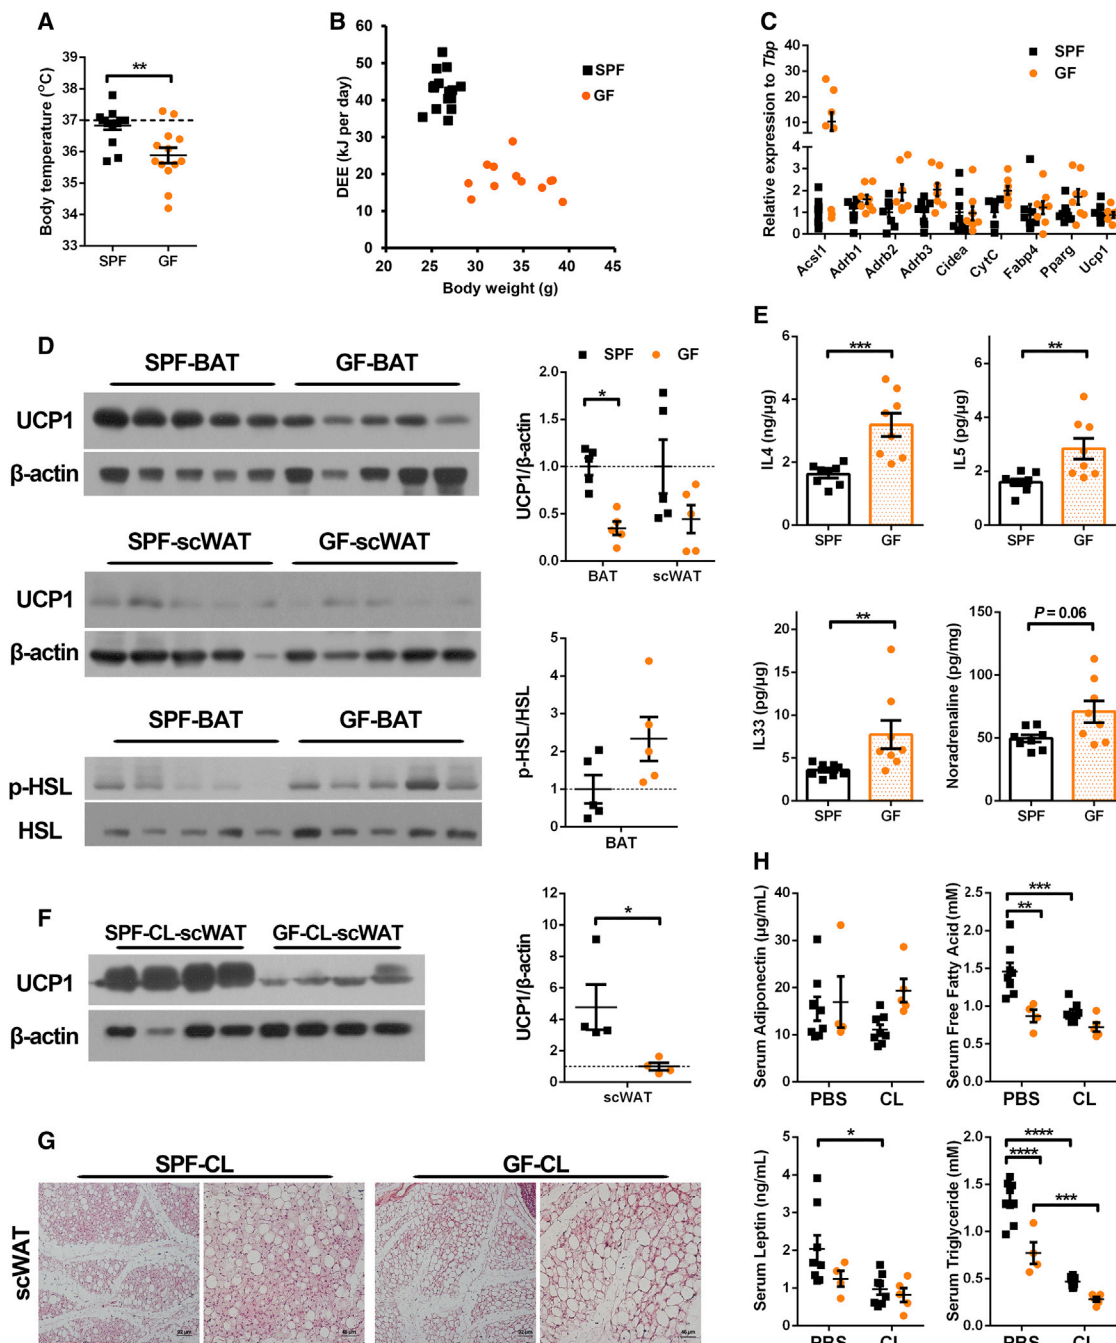 A
Body temperature (°C)
39
38
37
36
35
34
33
**
SPF
GF
B
DEE (kJ per day)
60
50
40
30
20
10
0
20
25
30
35
40
45
Body weight (g)
SPF
GF
C
Relative expression to Tbp
40
30
20
10
4
3
2
1
0
SPF
GF
Acsl1
Adrb1
Adrb2
Adrb3
Cidea
CytC
Fabp4
Pparg
Ucp1
D
SPF-BAT
GF-BAT
UCP1
β-actin
SPF-scWAT
GF-scWAT
UCP1
β-actin
SPF-BAT
GF-BAT
p-HSL
HSL
SPF
GF
UCP1/β-actin
2.0
1.5
1.0
0.5
0.0
*
BAT
scWAT
p-HSL/HSL
5
4
3
2
1
0
BAT
E
IL4 (ng/µg)
6
4
2
0
***
SPF
GF
IL5 (pg/µg)
6
4
2
0
**
SPF
GF
IL33 (pg/µg)
20
15
10
5
0
**
SPF
GF
Noradrenaline (pg/mg)
150
100
50
0
P = 0.06
SPF
GF
F
SPF-CL-scWAT
GF-CL-scWAT
UCP1
β-actin
UCP1/β-actin
12
10
8
6
4
2
0
*
scWAT
G
SPF-CL
GF-CL
scWAT
H
Serum Adiponectin (µg/mL)
40
30
20
10
0
PBS
CL
Serum Free Fatty Acid (mM)
2.5
2.0
1.5
1.0
0.5
0.0
***
**
PBS
CL
Serum Leptin (ng/mL)
5
4
3
2
1
0
*
PBS
CL
Serum Triglyceride (mM)
2.0
1.5
1.0
0.5
0.0
****
****
***
PBS
CL